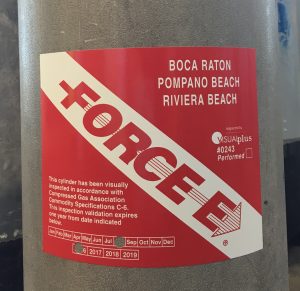 BOCA RATON
POMPANO BEACH
RIVIERA BEACH
FORCE E
®
VISUALplus
#0243
Performed
This cylinder has been visually
inspected in accordance with
Compressed Gas Association
Commodity Specifications C-6.
This inspection validation expires
one year from date indicated
below.
Jan Feb Mar Apr May Jun Jul Sep Oct Nov Dec
6 2017 2018 2019